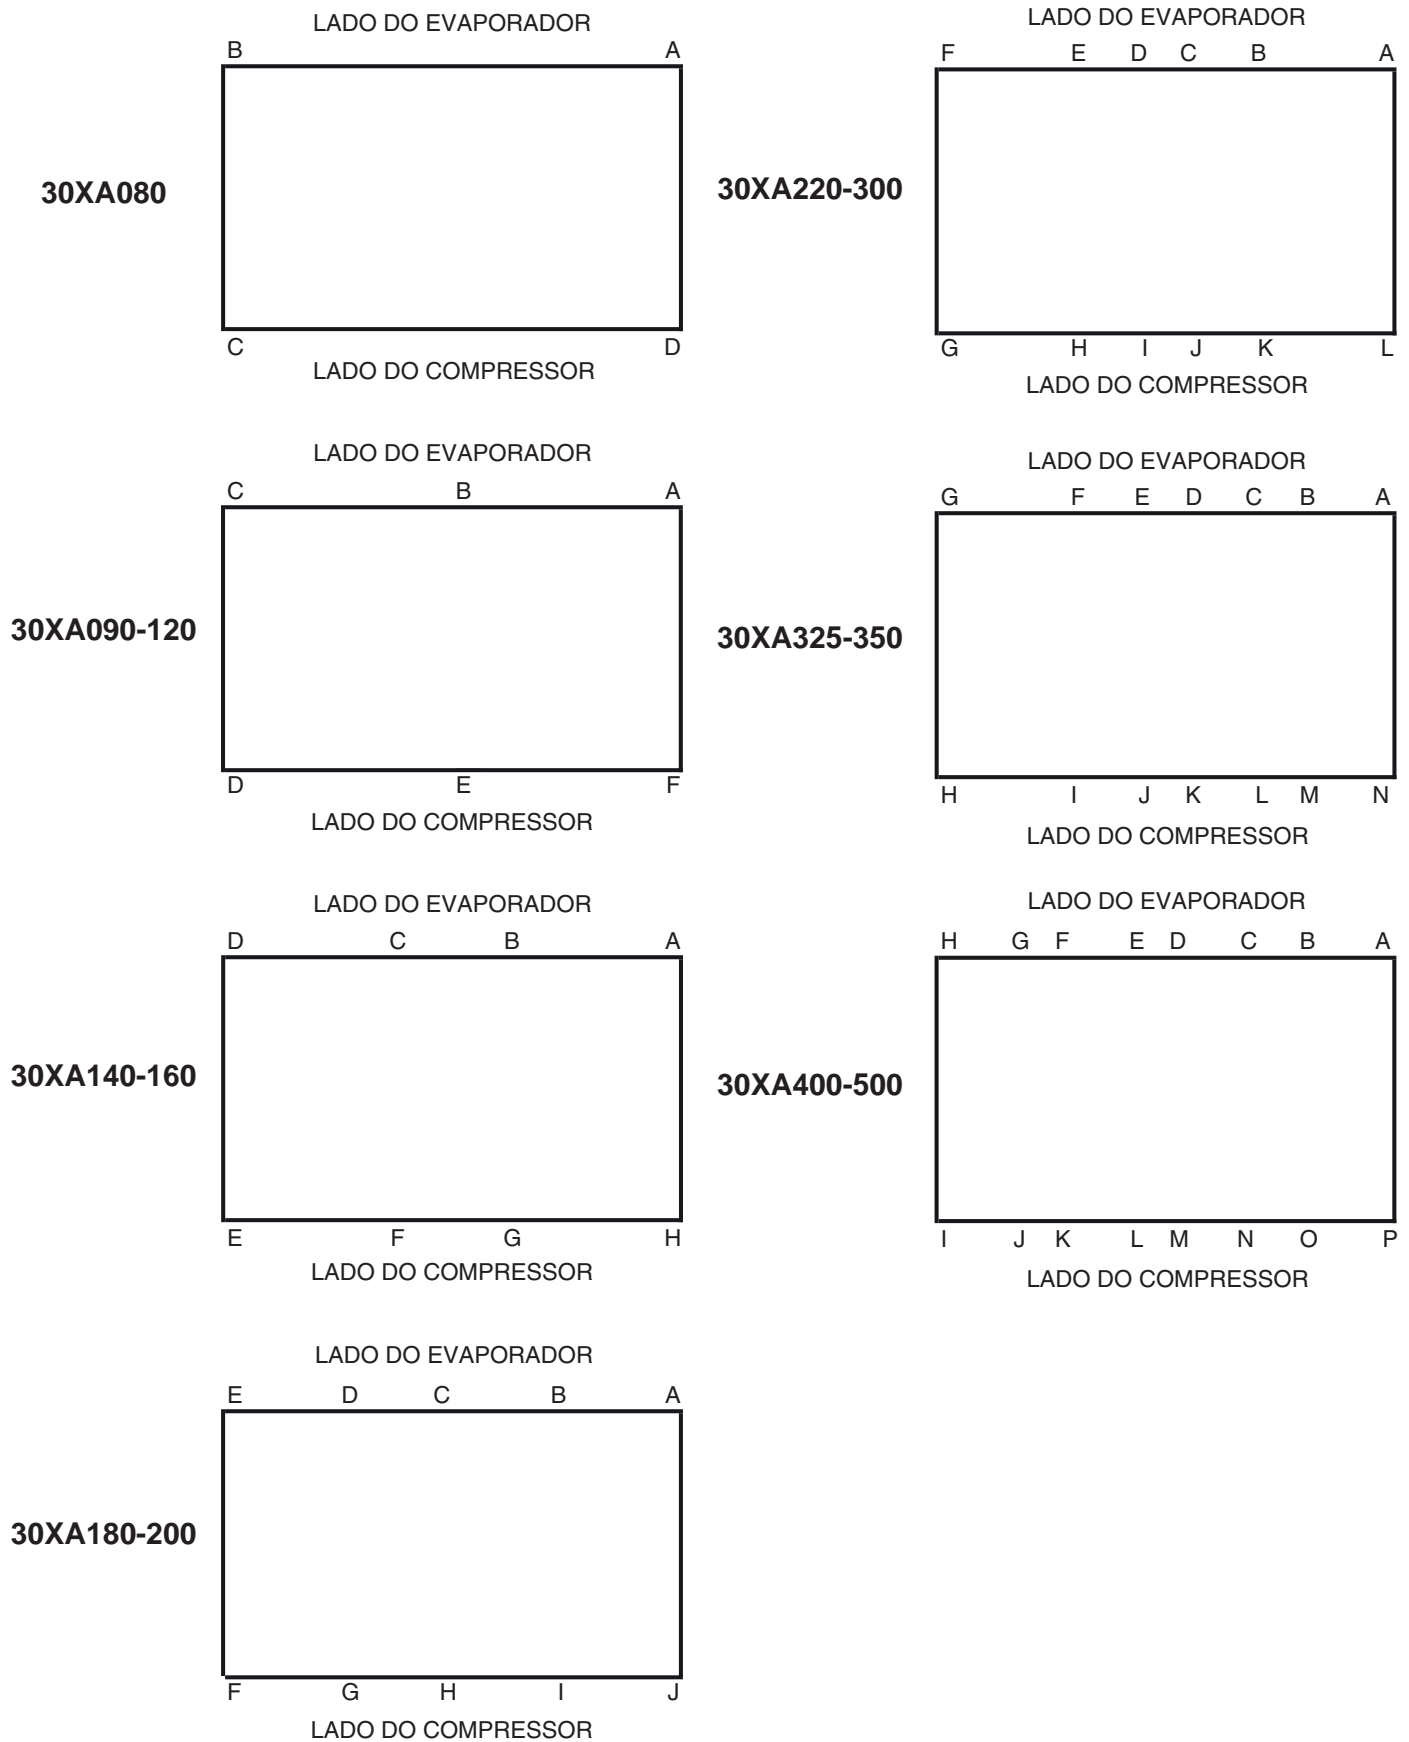 LADO DO EVAPORADOR
B A
30XA080
C D
LADO DO COMPRESSOR
LADO DO EVAPORADOR
C B A
30XA090-120
D E F
LADO DO COMPRESSOR
LADO DO EVAPORADOR
D C B A
30XA140-160
E F G H
LADO DO COMPRESSOR
LADO DO EVAPORADOR
E D C B A
30XA180-200
F G H I J
LADO DO COMPRESSOR
LADO DO EVAPORADOR
F E D C B A
30XA220-300
G H I J K L
LADO DO COMPRESSOR
LADO DO EVAPORADOR
G F E D C B A
30XA325-350
H I J K L M N
LADO DO COMPRESSOR
LADO DO EVAPORADOR
H G F E D C B A
30XA400-500
I J K L M N O P
LADO DO COMPRESSOR